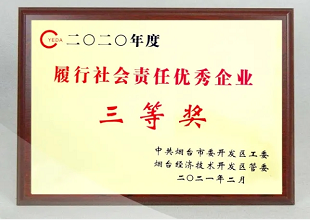 YEDA 二〇二〇年度
履行社会责任优秀企业
三等奖
中共烟台市委开发区工委
烟台经济技术开发区管委
二〇二一年二月